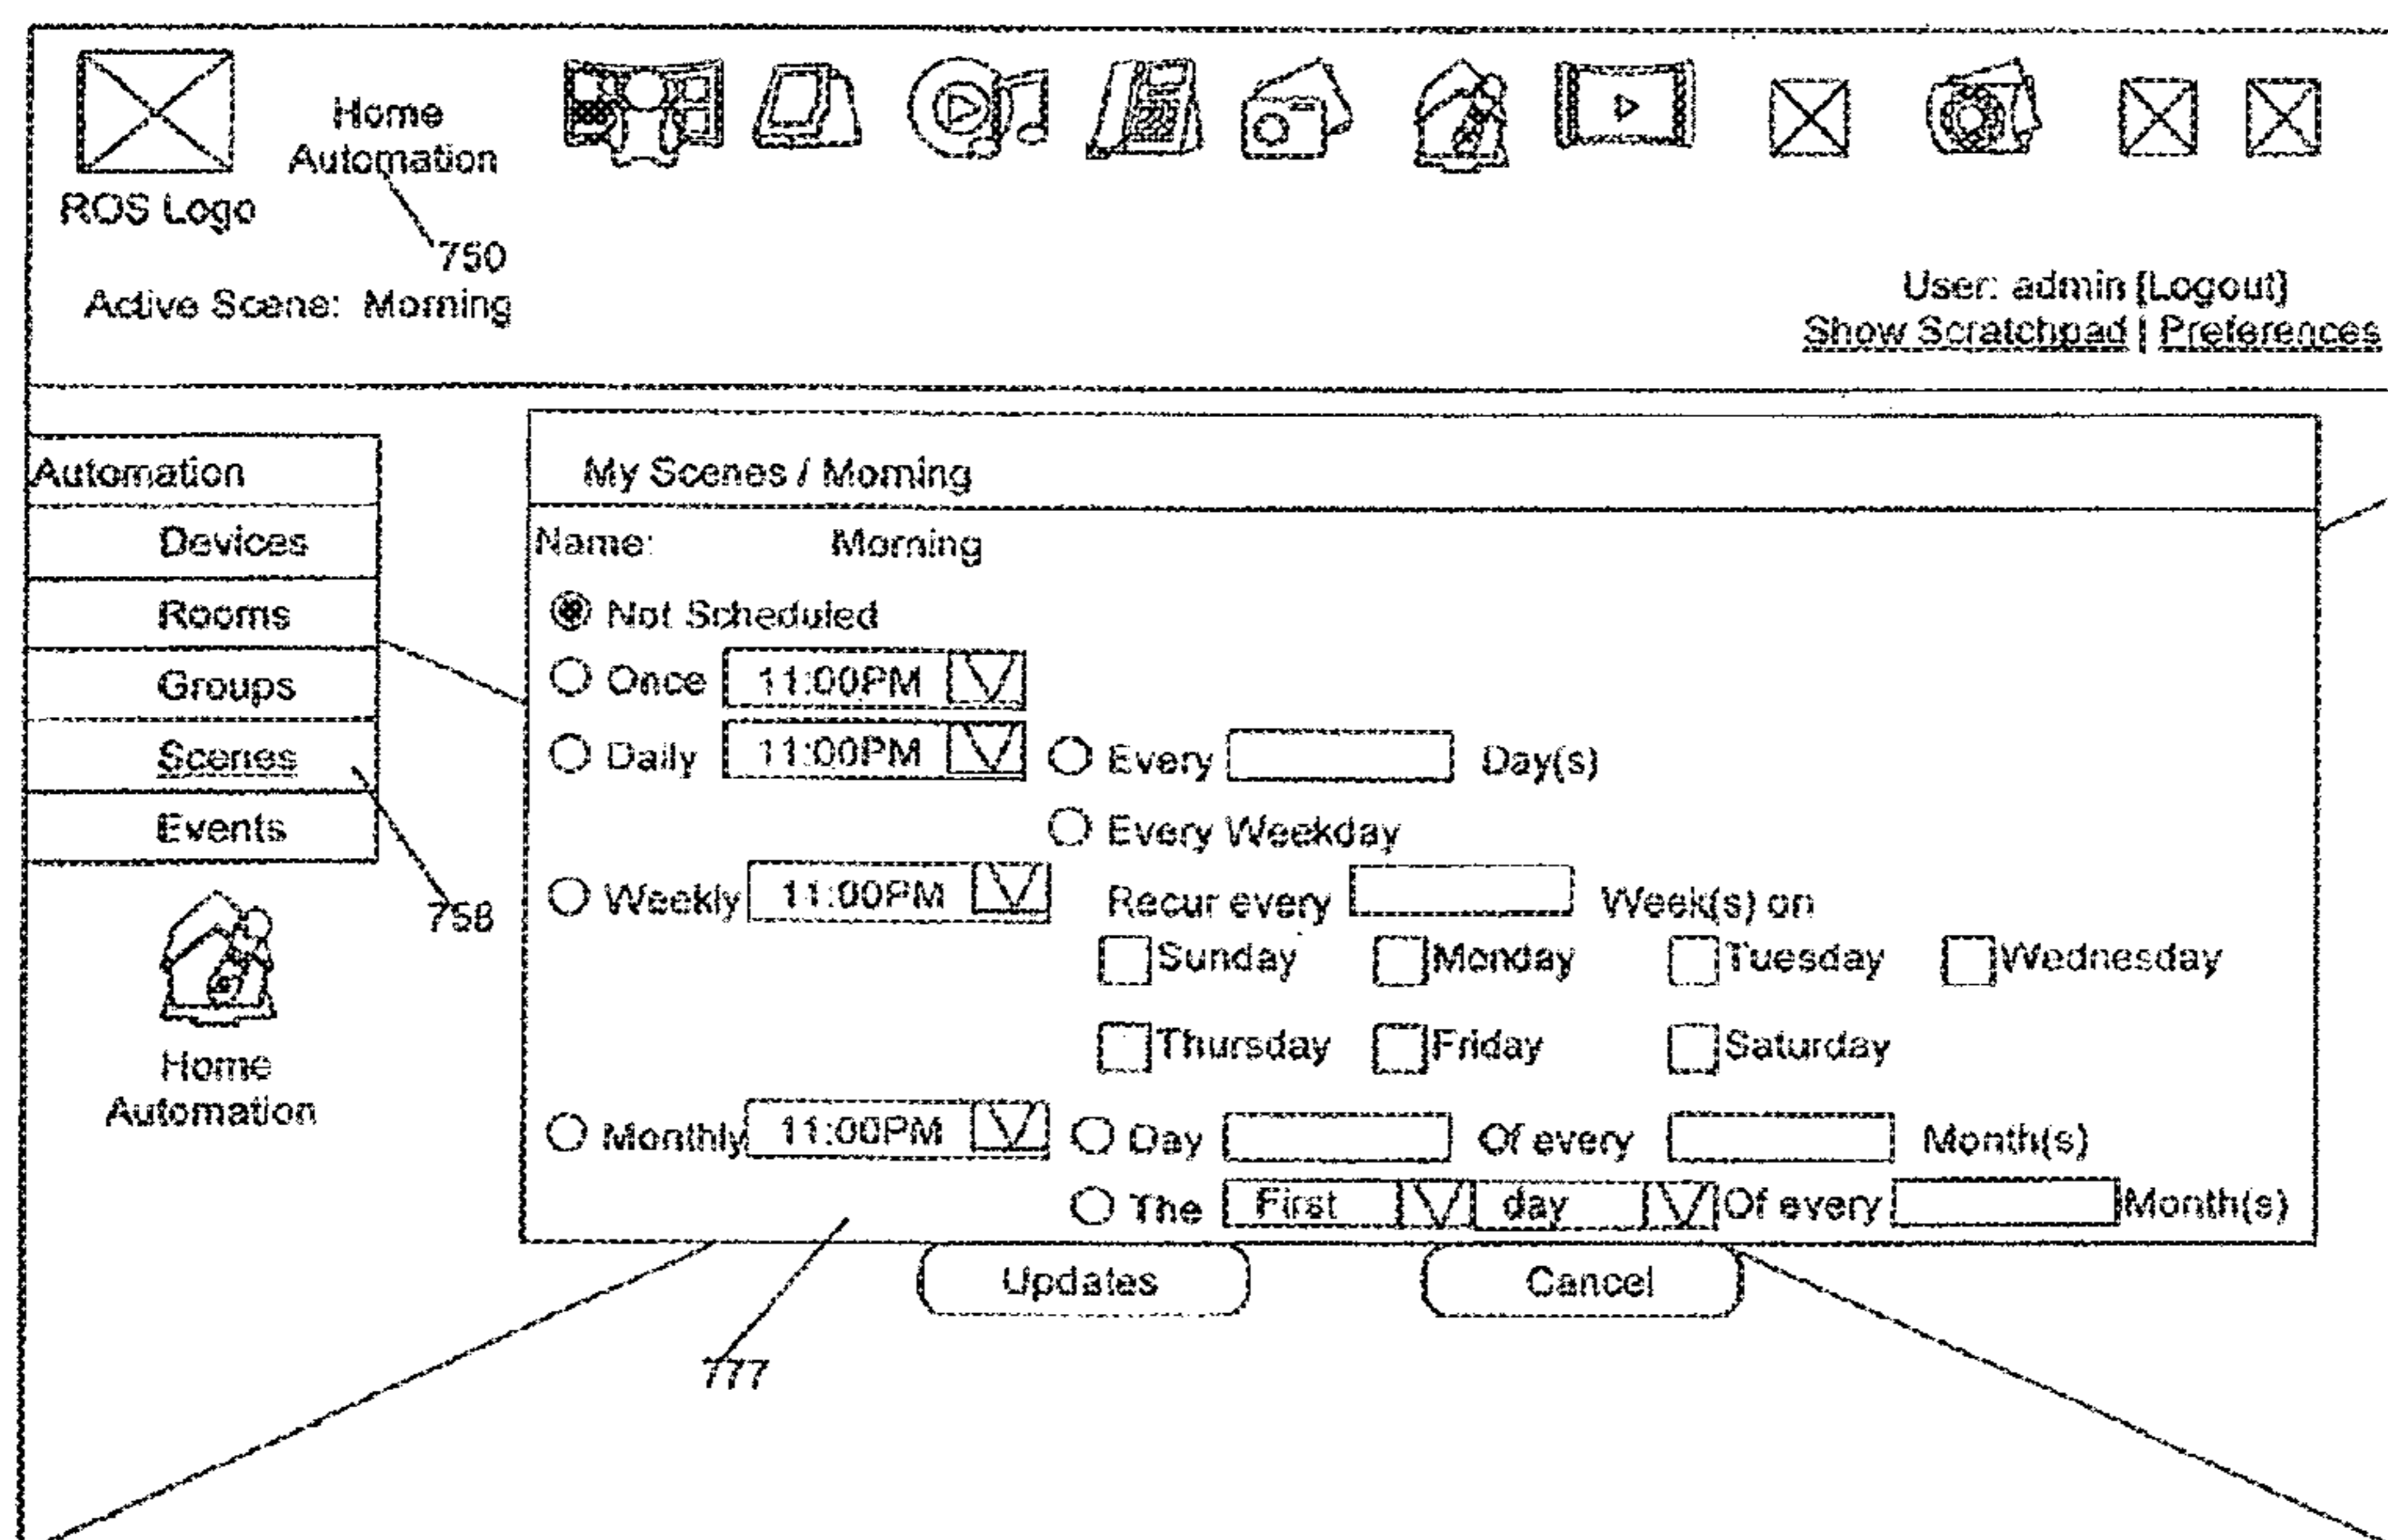 Home
Automation
ROS Logo
750
Active Scene: Morning
User: admin [Logout]
Show Scratchpad | Preferences
Automation
Devices
Rooms
Groups
Scenes
Events
758
Home
Automation
My Scenes / Morning
Name: Morning
Not Scheduled
Once 11:00PM
Daily 11:00PM Every Day(s)
Every Weekday
Weekly 11:00PM Recur every Week(s) on
Sunday Monday Tuesday Wednesday
Thursday Friday Saturday
Monthly 11:00PM Day Of every Month(s)
The First day Of every Month(s)
Updates Cancel
777